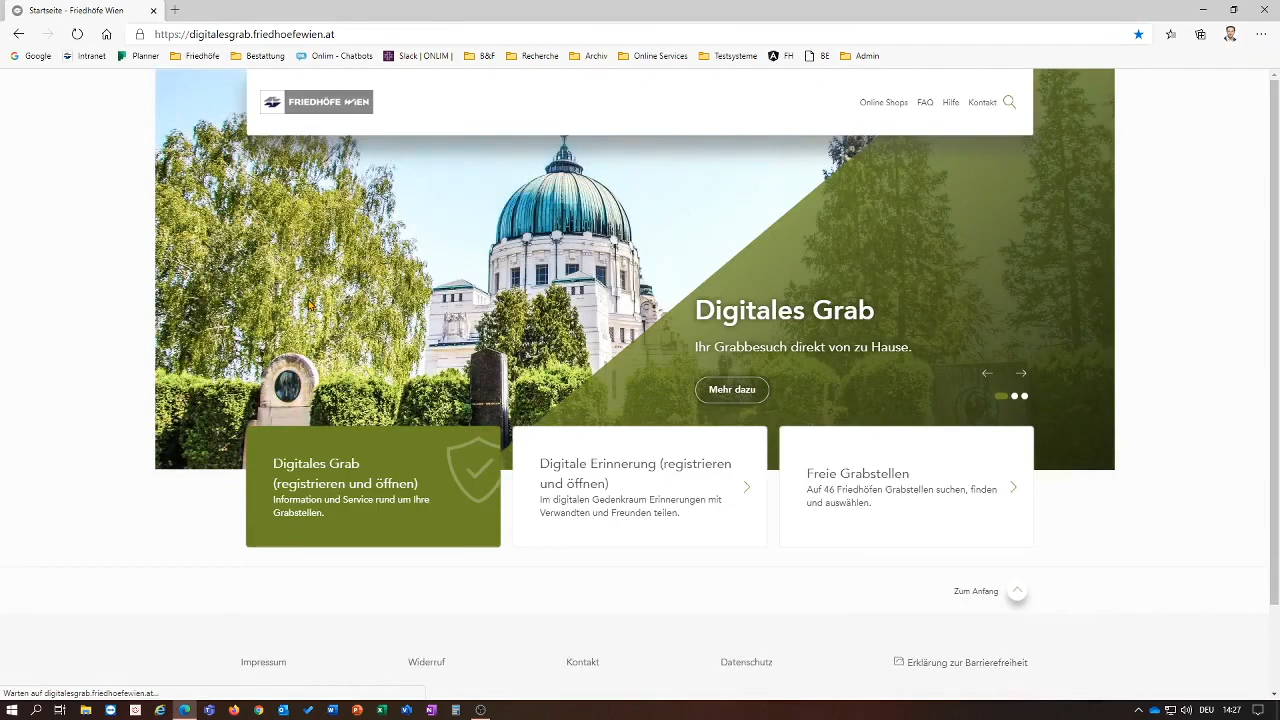 Startseite - Friedhöfe Wien
https://digitalesgrab.friedhoefewien.at
Google Intranet Planner Friedhöfe Bestattung Onlim - Chatbots Slack | ONLIM | B&F Recherche Archiv Online Services Testsysteme FH BE Admin
FRIEDHÖFE WIEN
Online Shops FAQ Hilfe Kontakt
Digitales Grab
Ihr Grabbesuch direkt von zu Hause.
Mehr dazu
Digitales Grab
(registrieren und öffnen)
Information und Service rund um Ihre
Grabstellen.
Digitale Erinnerung (registrieren
und öffnen)
Im digitalen Gedenkraum Erinnerungen mit
Verwandten und Freunden teilen.
Freie Grabstellen
Auf 46 Friedhöfen Grabstellen suchen, finden
und auswählen.
Zum Anfang
Impressum Widerruf Kontakt Datenschutz Erklärung zur Barrierefreiheit
Warten auf digitalesgrab.friedhoefewien.at...
DEU 14:27